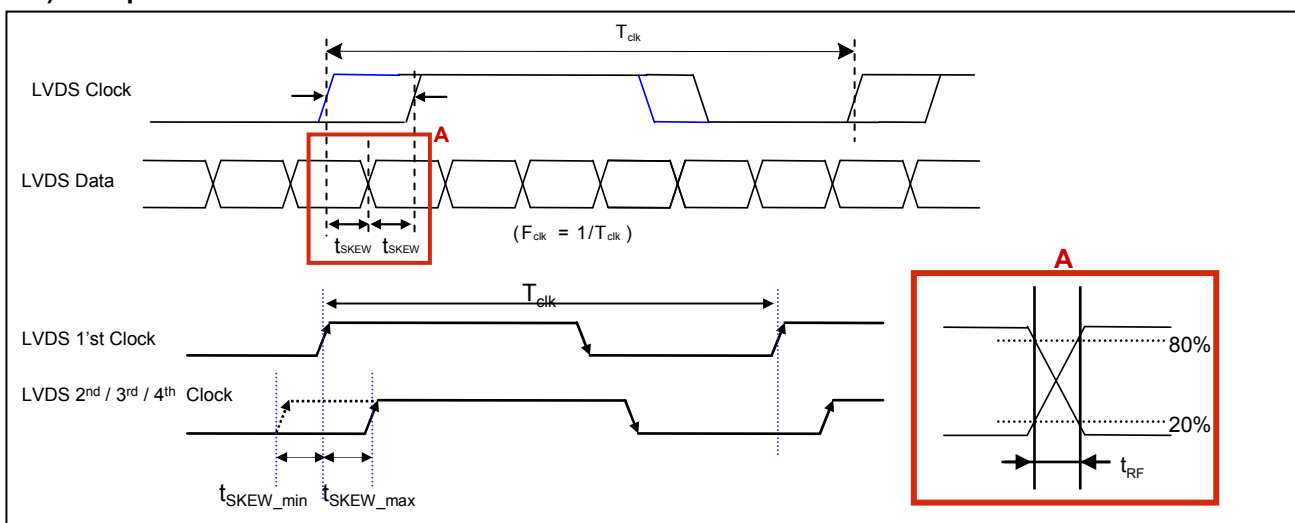 T clk
LVDS Clock
A
LVDS Data
tSKEW tSKEW
(Fclk = 1/Tclk )
A
Tclk
LVDS 1'st Clock
80%
LVDS 2nd / 3rd / 4th Clock
20%
tRF
tSKEW_min tSKEW_max